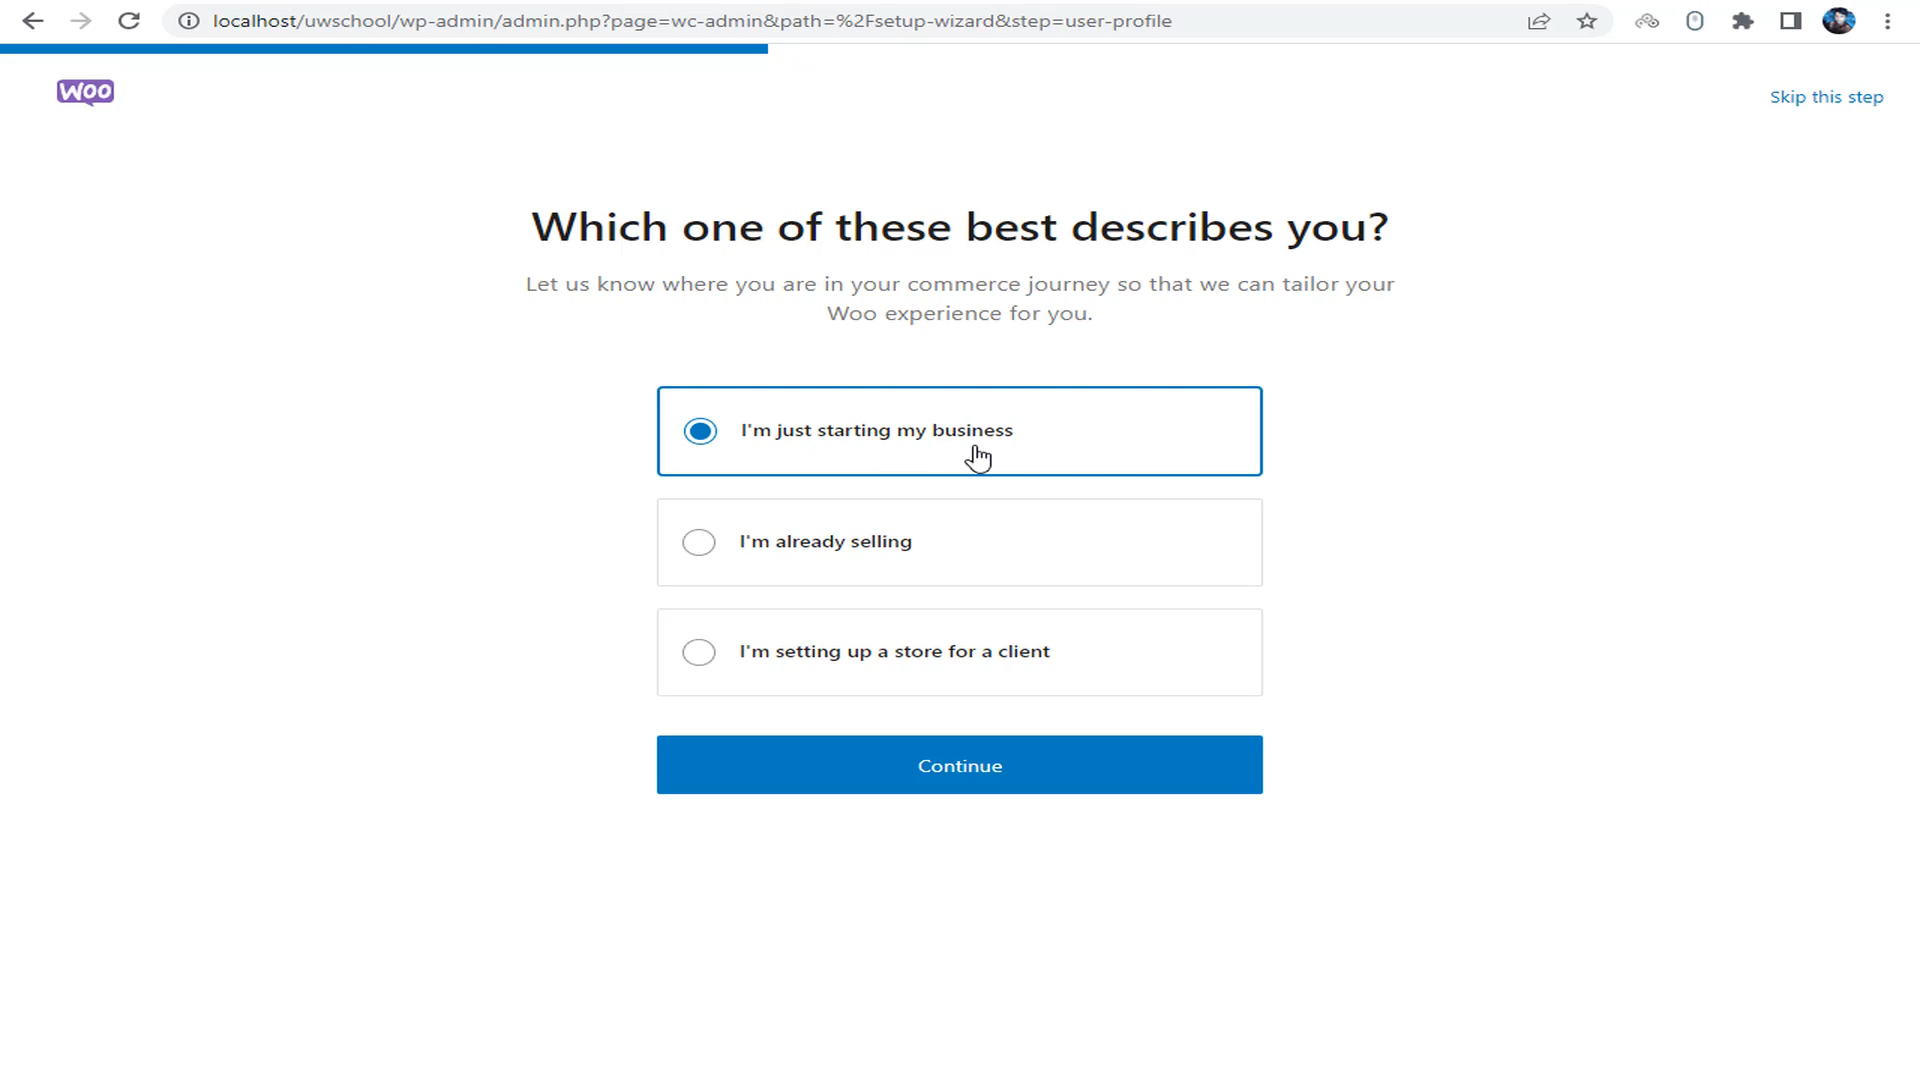 localhost/uwschool/wp-admin/admin.php?page=wc-admin&path=%2Fsetup-wizard&step=user-profile
Woo
Skip this step
Which one of these best describes you?
Let us know where you are in your commerce journey so that we can tailor your
Woo experience for you.
I'm just starting my business
I'm already selling
I'm setting up a store for a client
Continue